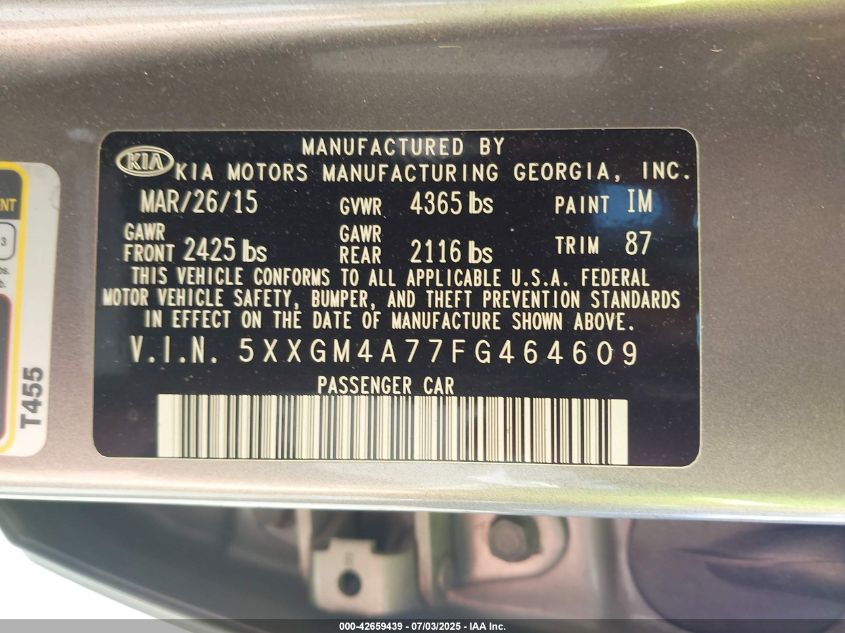 KIA
MANUFACTURED BY
KIA MOTORS MANUFACTURING GEORGIA, INC.
MAR/26/15 GVWR 4365 lbs PAINT IM
GAWR FRONT 2425 lbs GAWR REAR 2116 lbs TRIM 87
THIS VEHICLE CONFORMS TO ALL APPLICABLE U.S.A. FEDERAL
MOTOR VEHICLE SAFETY, BUMPER, AND THEFT PREVENTION STANDARDS
IN EFFECT ON THE DATE OF MANUFACTURE SHOWN ABOVE.
V.I.N. 5XXGM4A77FG464609
PASSENGER CAR
3
T455
000-42659439 - 07/03/2025 - IAA Inc.